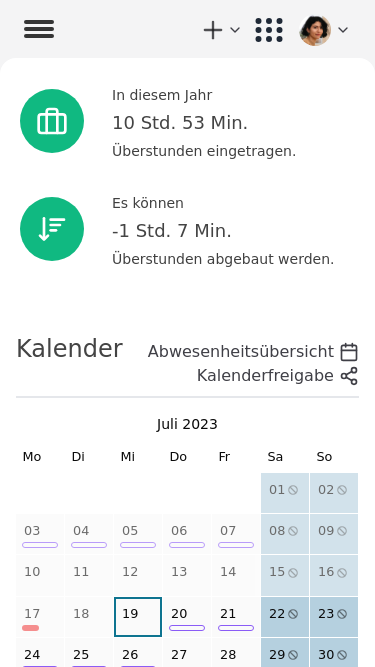 In diesem Jahr
10 Std. 53 Min.
Überstunden eingetragen.
Es können
-1 Std. 7 Min.
Überstunden abgebaut werden.
Kalender
Abwesenheitsübersicht
Kalenderfreigabe
Juli 2023
Mo Di Mi Do Fr Sa So
01 02
03 04 05 06 07 08 09
10 11 12 13 14 15 16
17 18 19 20 21 22 23
24 25 26 27 28 29 30